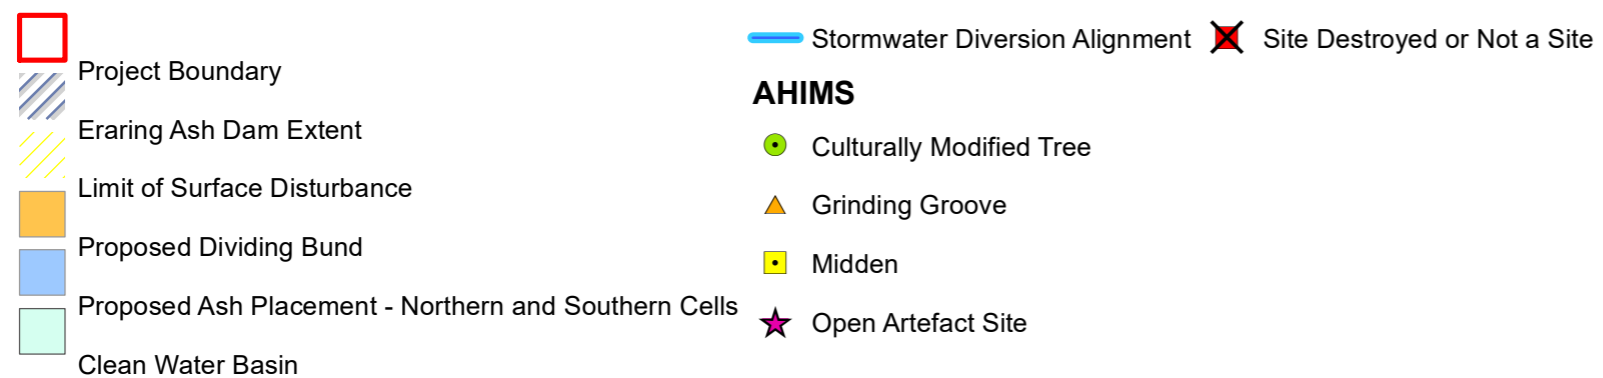 Project Boundary
Eraring Ash Dam Extent
Limit of Surface Disturbance
Proposed Dividing Bund
Proposed Ash Placement - Northern and Southern Cells
Clean Water Basin
Stormwater Diversion Alignment
AHIMS
Culturally Modified Tree
Grinding Groove
Midden
Open Artefact Site
Site Destroyed or Not a Site